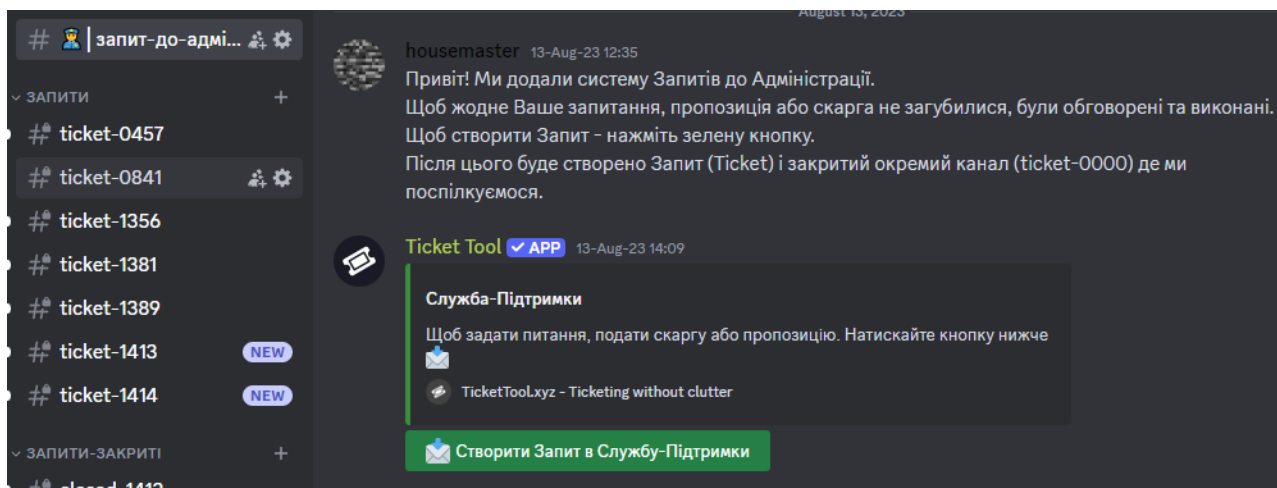 запит-до-адмі...
ЗАПИТИ
ticket-0457
ticket-0841
ticket-1356
ticket-1381
ticket-1389
ticket-1413 NEW
ticket-1414 NEW
ЗАПИТИ-ЗАКРИТІ
closed-1412
August 13, 2023
housemaster 13-Aug-23 12:35
Привіт! Ми додали систему Запитів до Адміністрації.
Щоб жодне Ваше запитання, пропозиція або скарга не загубилися, були обговорені та виконані.
Щоб створити Запит - нажміть зелену кнопку.
Після цього буде створено Запит (Ticket) і закритий окремий канал (ticket-0000) де ми
поспілкуємося.
Ticket Tool APP 13-Aug-23 14:09
Служба-Підтримки
Щоб задати питання, подати скаргу або пропозицію. Натискайте кнопку нижче
TicketTool.xyz - Ticketing without clutter
Створити Запит в Службу-Підтримки